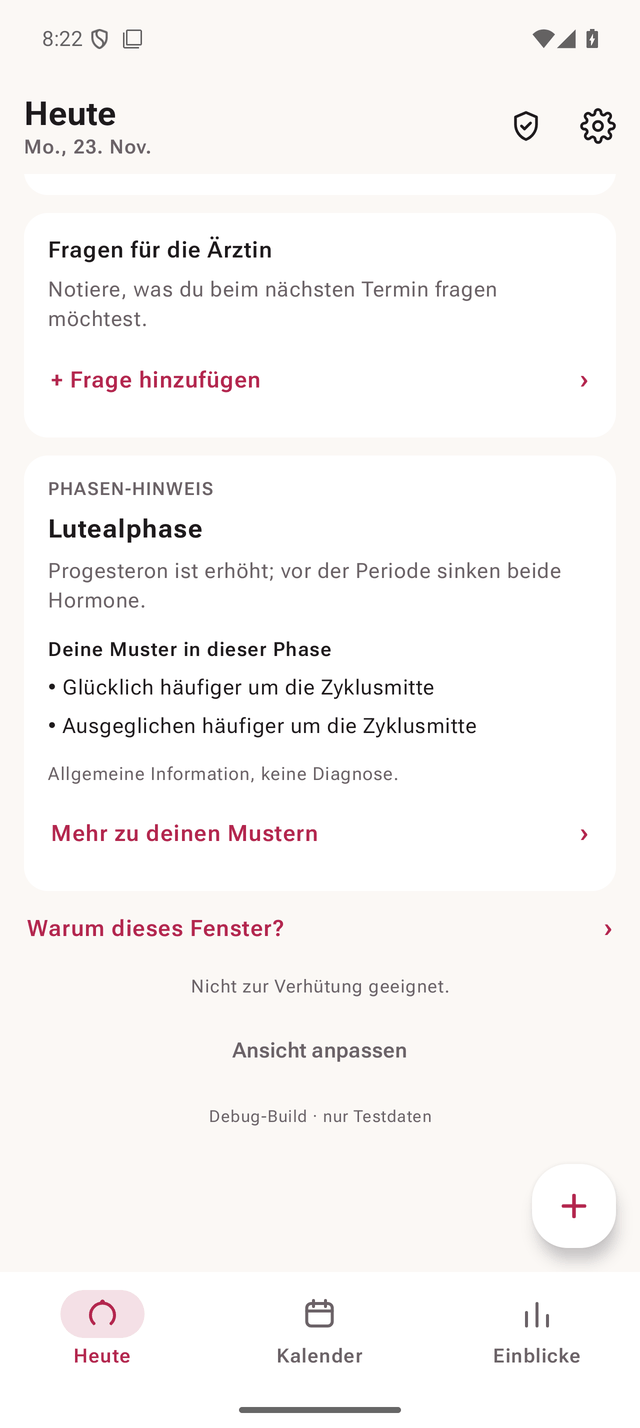 8:22
Heute
Mo., 23. Nov.
Fragen für die Ärztin
Notiere, was du beim nächsten Termin fragen
möchtest.
+ Frage hinzufügen ›
PHASEN-HINWEIS
Lutealphase
Progesteron ist erhöht; vor der Periode sinken beide
Hormone.
Deine Muster in dieser Phase
• Glücklich häufiger um die Zyklusmitte
• Ausgeglichen häufiger um die Zyklusmitte
Allgemeine Information, keine Diagnose.
Mehr zu deinen Mustern ›
Warum dieses Fenster? ›
Nicht zur Verhütung geeignet.
Ansicht anpassen
Debug-Build · nur Testdaten
+
Heute Kalender Einblicke